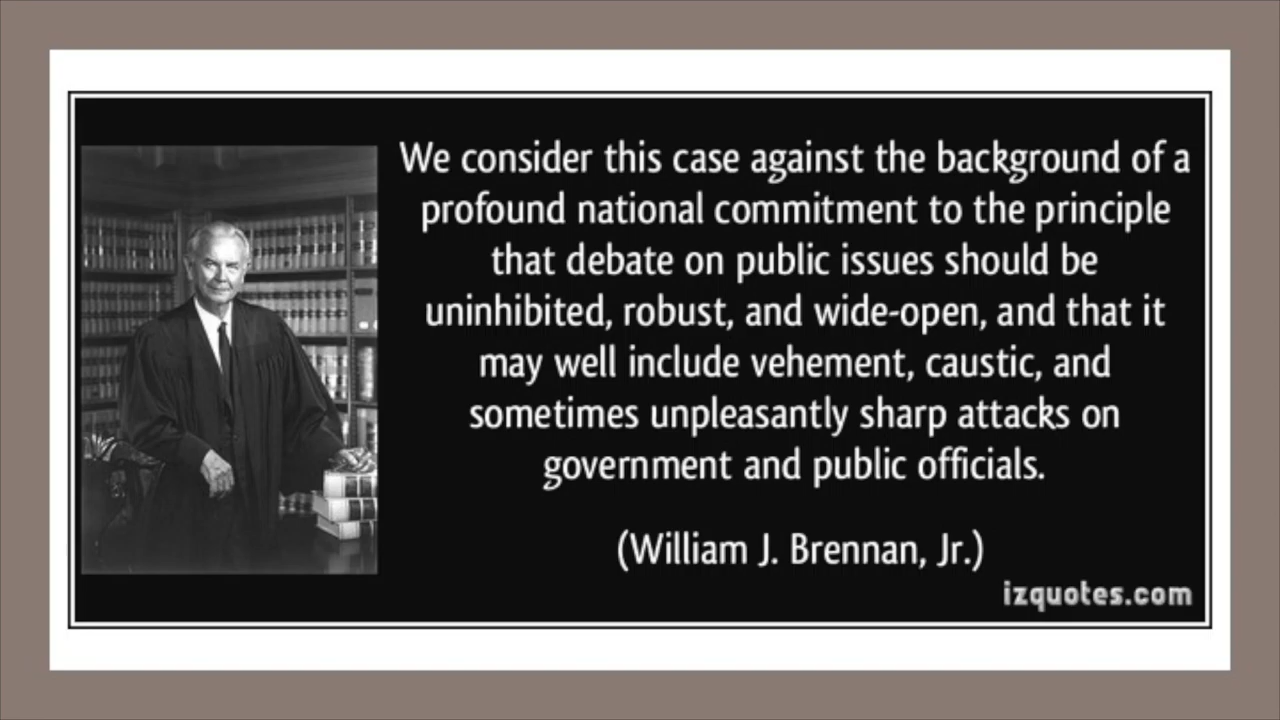 We consider this case against the background of a
profound national commitment to the principle
that debate on public issues should be
uninhibited, robust, and wide-open, and that it
may well include vehement, caustic, and
sometimes unpleasantly sharp attacks on
government and public officials.
(William J. Brennan, Jr.)
izquotes.com